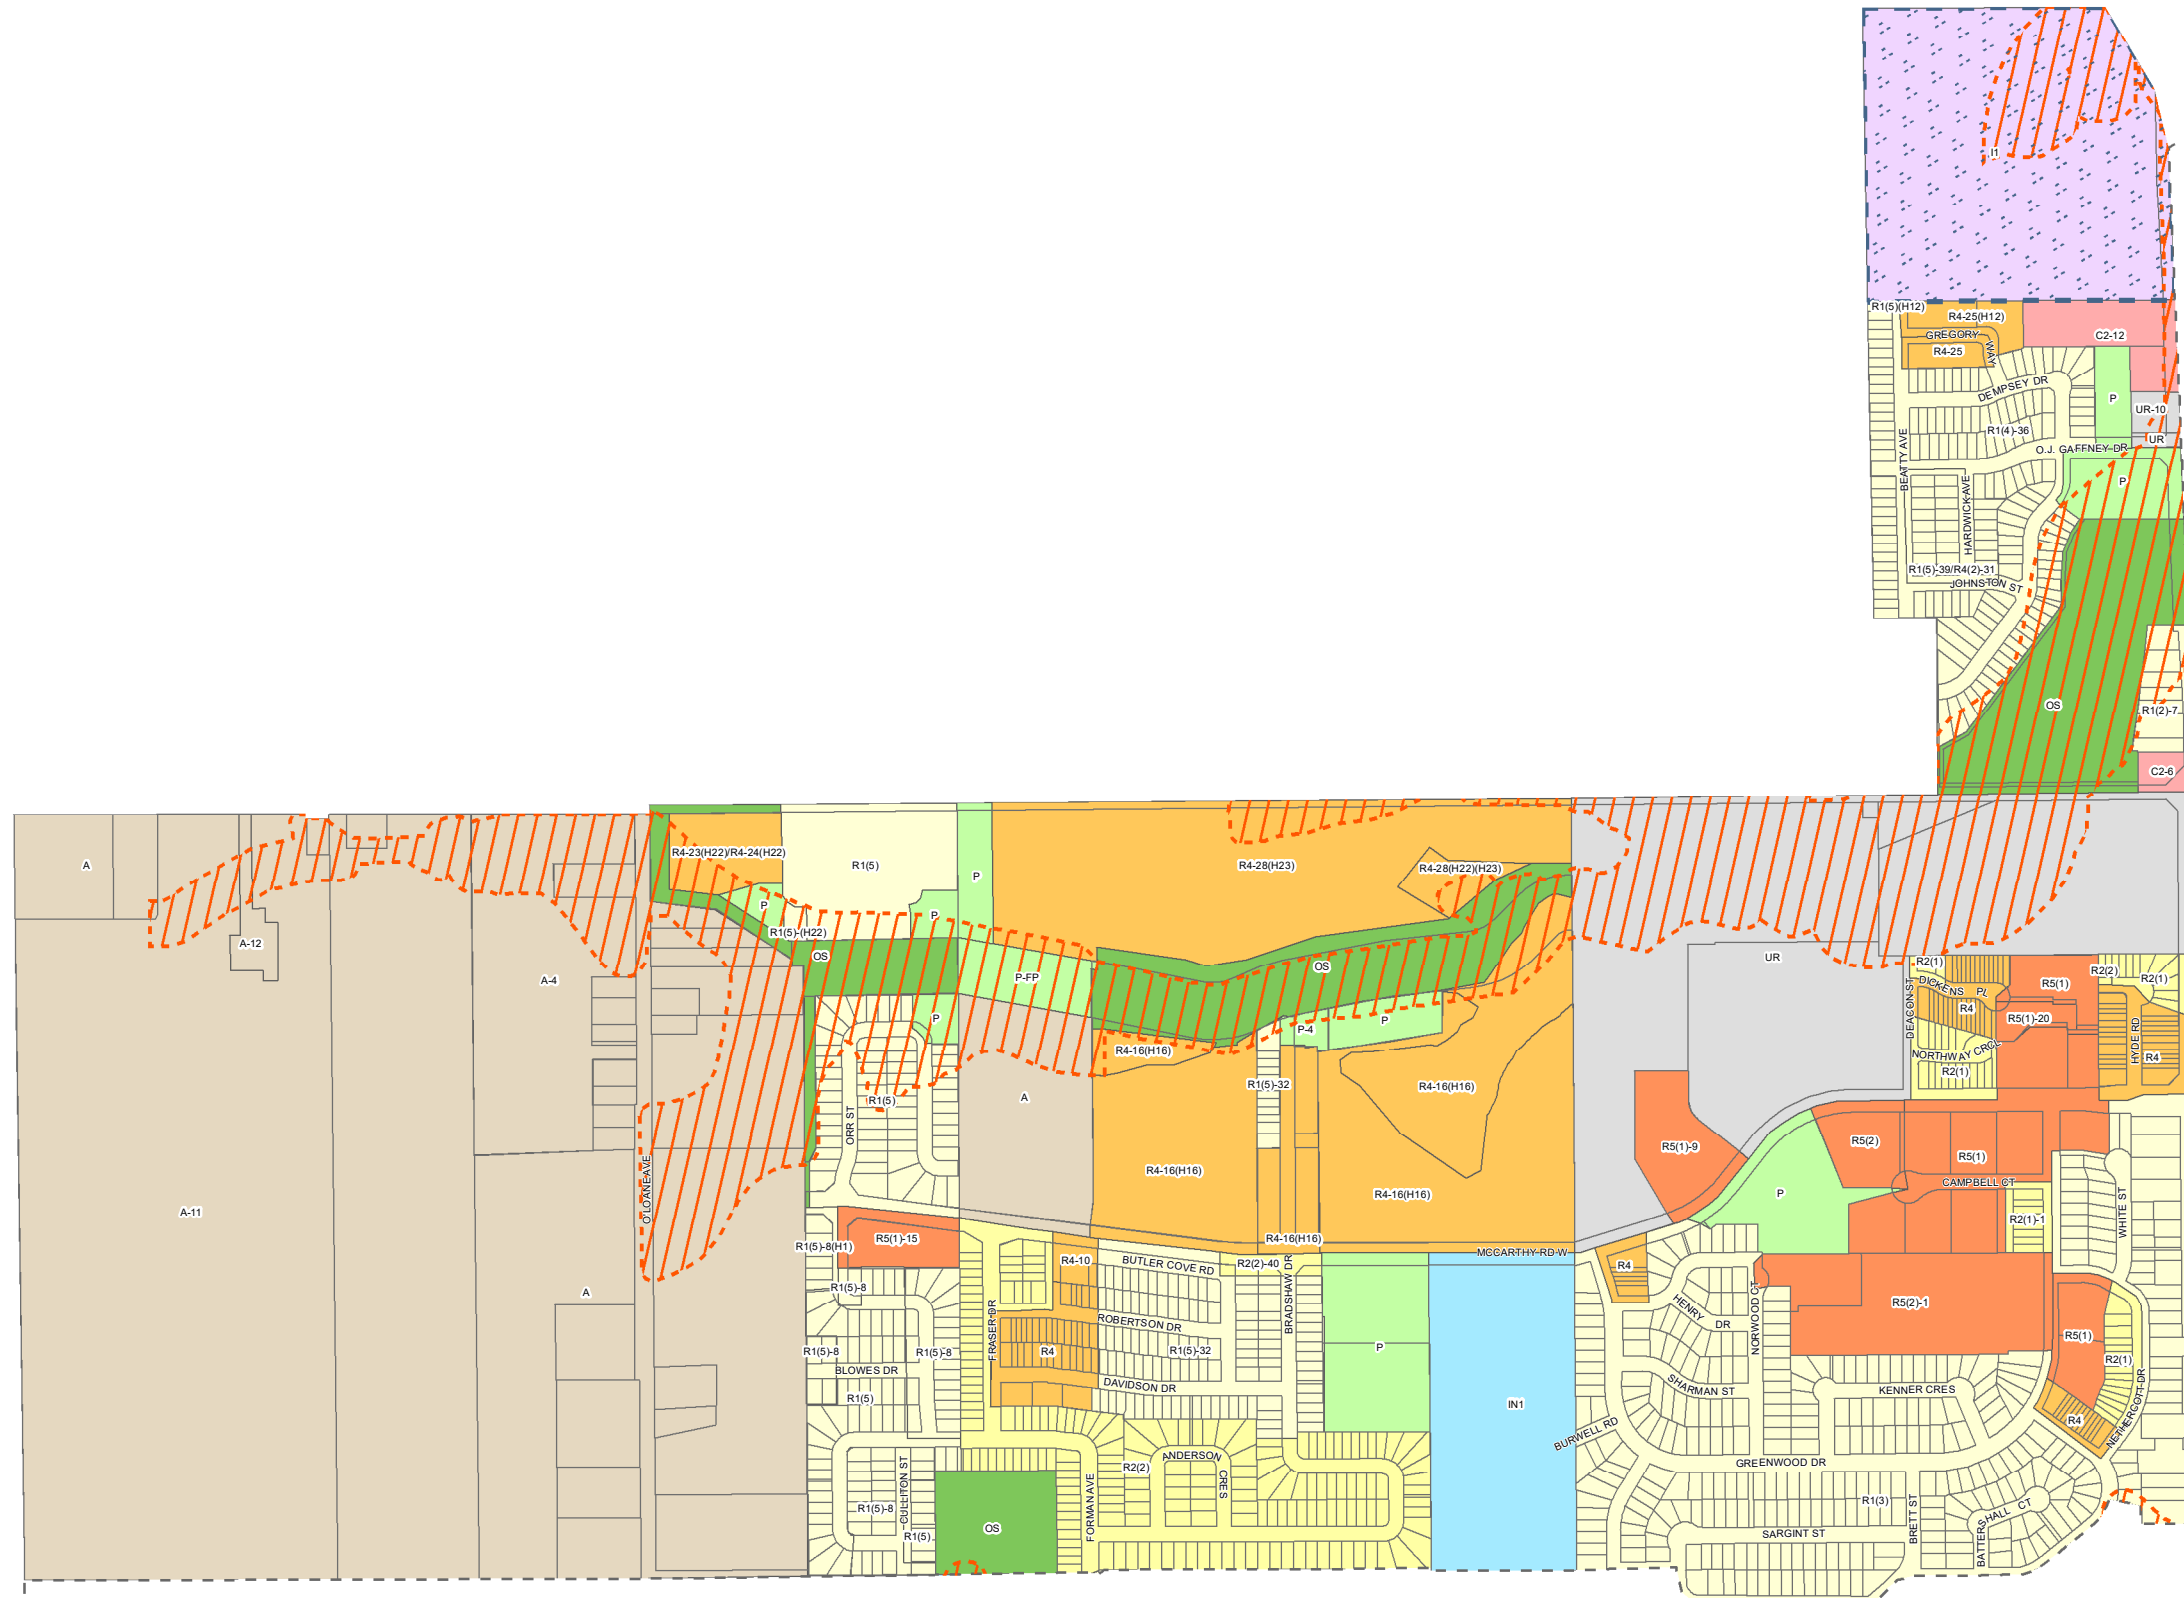 I1
R1(5)(H12)
R4-25(H12)
GREGORY WAY
R4-25
C2-12
DEMPSEY DR
P
UR-10
R1(4)-36
UR
O.J. GAFFNEY DR
BEATTY AVE
HARDWICK AVE
P
R1(5)-39/R4(2)-31
JOHNSTON ST
OS
R1(2)-7
C2-6
A
R4-23(H22)/R4-24(H22)
R1(5)
P
R4-28(H23)
R4-28(H22)(H23)
P
P
R1(5)-(H22)
A-12
OS
A-4
P-FP
OS
UR
R2(1)
DICKENS PL
R4
R5(1)
R2(2)
R2(1)
DEACON ST
R5(1)-20
HYDE RD
R4
NORTHWAY CRCL
R2(1)
P
P-4
P
R4-16(H16)
R1(5)-32
R4-16(H16)
A
R1(5)
ORR ST
R4-16(H16)
R4-16(H16)
R5(1)-9
R5(2)
R5(1)
CAMPBELL CT
P
R2(1)-1
WHITE ST
A-11
O'LOANE AVE
R1(5)-8(H1)
R5(1)-15
R4-16(H16)
MCCARTHY RD W
R4-10
BUTLER COVE RD
R2(2)-40
BRADSHAW DR
R4
A
R1(5)-8
FRASER DR
ROBERTSON DR
HENRY DR
NORWOOD CT
R5(2)-1
R1(5)-8
R1(5)-8
R4
R1(5)-32
P
R5(1)
R2(1)
BLOWES DR
R1(5)
DAVIDSON DR
SHARMAN ST
KENNER CRES
IN1
R4
NETHERCOTT DR
BURWELL RD
R2(2)
ANDERSON CRES
GREENWOOD DR
CULLITON ST
R1(5)-8
FORMAN AVE
R1(3)
BRETT ST
BATTERSHALL CT
OS
R1(5)
SARGINT ST